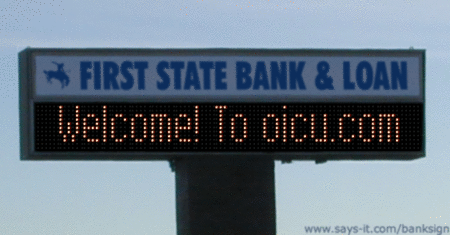 FIRST STATE BANK & LOAN
Welcome! To oicu.com
www.says-it.com/banksign